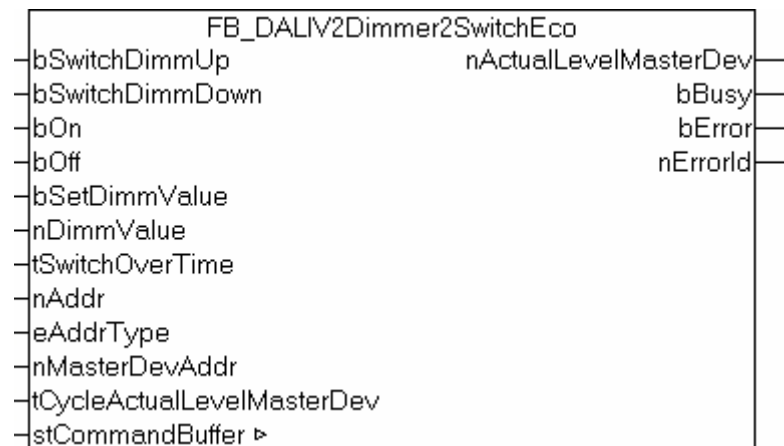 FB_DALIV2Dimmer2SwitchEco
bSwitchDimmUp nActualLevelMasterDev
bSwitchDimmDown bBusy
bOn bError
bOff nErrorId
bSetDimmValue
nDimmValue
tSwitchOverTime
nAddr
eAddrType
nMasterDevAddr
tCycleActualLevelMasterDev
stCommandBuffer ▹